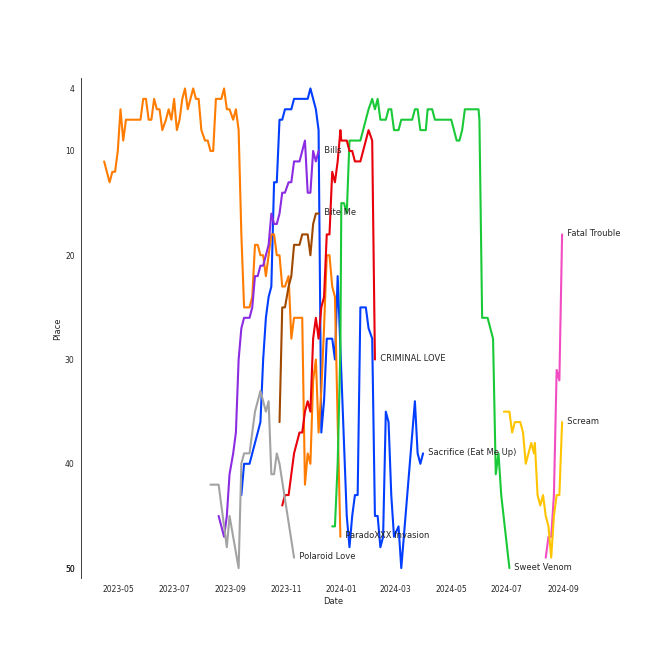 4
10
20
30
40
50
Place
Bills
Bite Me
Fatal Trouble
CRIMINAL LOVE
Scream
Sacrifice (Eat Me Up)
ParadoXXX Invasion
Polaroid Love
Sweet Venom
2023-05 2023-07 2023-09 2023-11 2024-01 2024-03 2024-05 2024-07 2024-09
Date